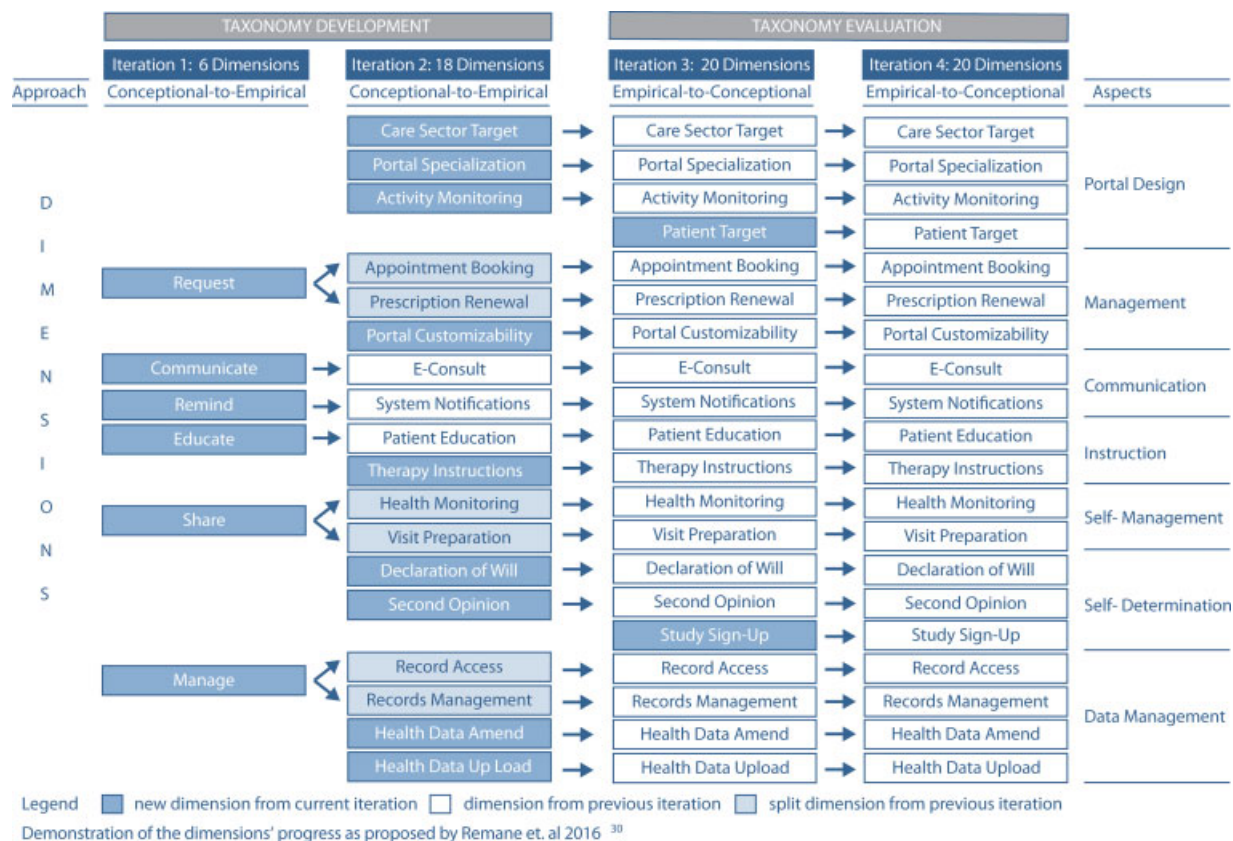 TAXONOMY DEVELOPMENT TAXONOMY EVALUATION
Iteration 1: 6 Dimensions Iteration 2: 18 Dimensions Iteration 3: 20 Dimensions Iteration 4: 20 Dimensions
Approach Conceptional-to-Empirical Conceptional-to-Empirical Empirical-to-Conceptional Empirical-to-Conceptional Aspects
DIMENSIONS
Care Sector Target Care Sector Target Care Sector Target
Portal Specialization Portal Specialization Portal Specialization
Portal Design
Activity Monitoring Activity Monitoring Activity Monitoring
Patient Target Patient Target
Appointment Booking Appointment Booking Appointment Booking
Request
Prescription Renewal Prescription Renewal Prescription Renewal
Management
Portal Customizability Portal Customizability Portal Customizability
Communicate E-Consult E-Consult E-Consult
Communication
Remind System Notifications System Notifications System Notifications
Educate Patient Education Patient Education Patient Education
Instruction
Therapy Instructions Therapy Instructions Therapy Instructions
Health Monitoring Health Monitoring Health Monitoring
Share Self- Management
Visit Preparation Visit Preparation Visit Preparation
Declaration of Will Declaration of Will Declaration of Will
Second Opinion Second Opinion Second Opinion Self- Determination
Study Sign-Up Study Sign-Up
Record Access Record Access Record Access
Manage
Records Management Records Management Records Management
Data Management
Health Data Amend Health Data Amend Health Data Amend
Health Data Up Load Health Data Upload Health Data Upload
Legend new dimension from current iteration dimension from previous iteration split dimension from previous iteration
Demonstration of the dimensions' progress as proposed by Remane et. al 2016 30